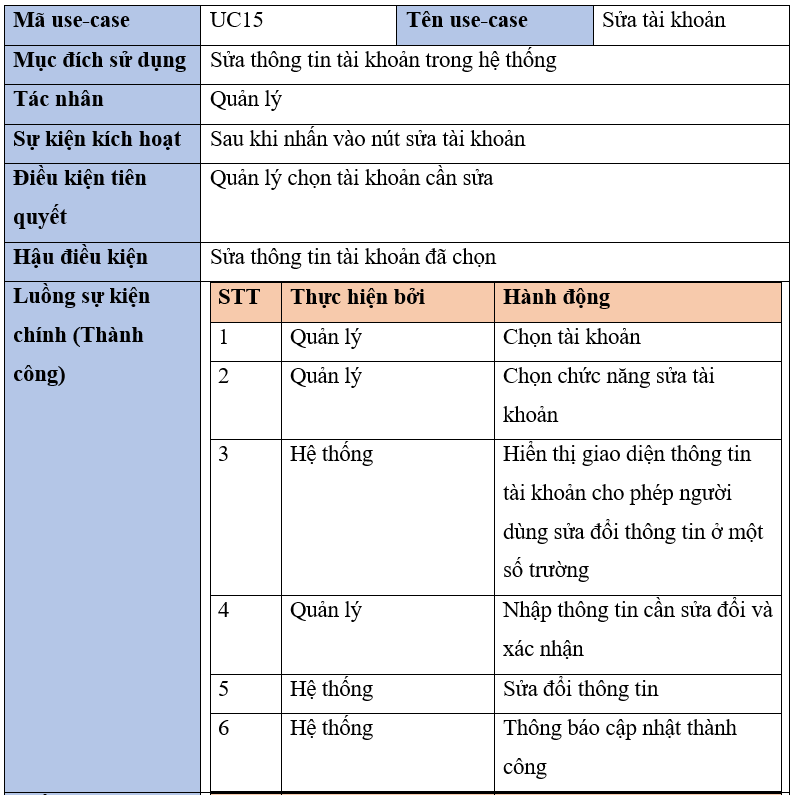 Mã use-case UC15 Tên use-case Sửa tài khoản
Mục đích sử dụng Sửa thông tin tài khoản trong hệ thống
Tác nhân Quản lý
Sự kiện kích hoạt Sau khi nhấn vào nút sửa tài khoản
Điều kiện tiên Quản lý chọn tài khoản cần sửa
quyết
Hậu điều kiện Sửa thông tin tài khoản đã chọn
Luồng sự kiện
chính (Thành
công)
STT Thực hiện bởi Hành động
1 Quản lý Chọn tài khoản
2 Quản lý Chọn chức năng sửa tài
khoản
3 Hệ thống Hiển thị giao diện thông tin
tài khoản cho phép người
dùng sửa đổi thông tin ở một
số trường
4 Quản lý Nhập thông tin cần sửa đổi và
xác nhận
5 Hệ thống Sửa đổi thông tin
6 Hệ thống Thông báo cập nhật thành
công